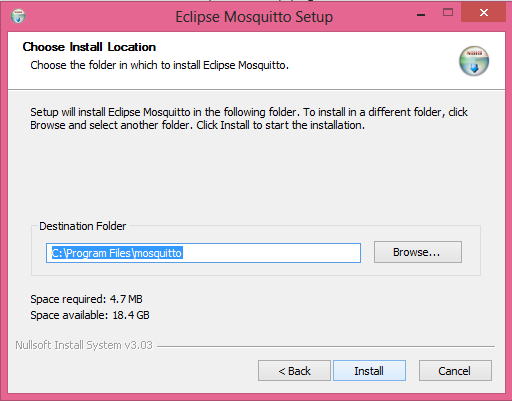 Eclipse Mosquitto Setup
Choose Install Location
Choose the folder in which to install Eclipse Mosquitto.
Setup will install Eclipse Mosquitto in the following folder. To install in a different folder, click
Browse and select another folder. Click Install to start the installation.
Destination Folder
C:\Program Files\mosquitto
Browse...
Space required: 4.7 MB
Space available: 18.4 GB
Nullsoft Install System v3.03
< Back
Install
Cancel